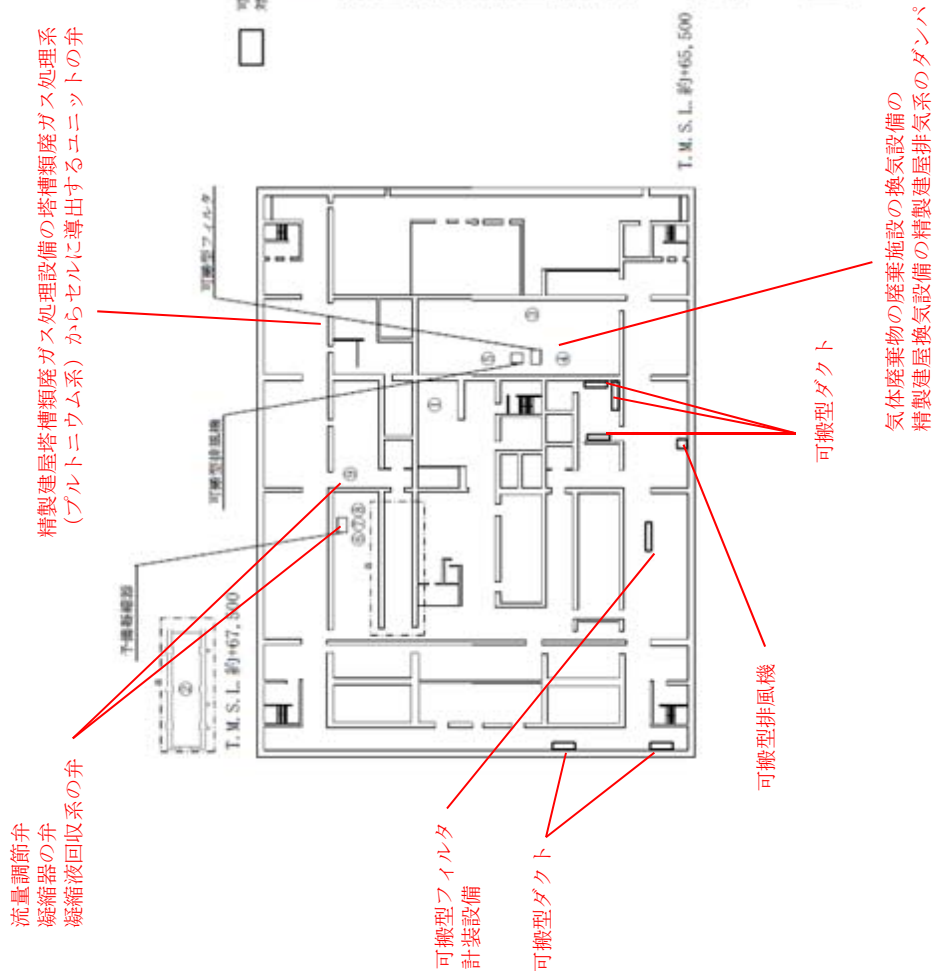 精製建屋塔槽類廃ガス処理設備の塔槽類廃ガス処理系
(プルトニウム系)からセルに導出するユニットの弁
可
T.M.S.L.約+65,500
可搬型フィルタ
可搬型排風機
予備凝縮器
T.M.S.L.約+67,500
a
②
⑨
⑥⑦⑧
a
①
⑤
③
④
流量調節弁
凝縮器の弁
凝縮液回収系の弁
気体廃棄物の廃棄施設の換気設備の
精製建屋換気設備の精製建屋排気系のダンパ
可搬型ダクト
可搬型排風機
可搬型フィルタ
計装設備
可搬型ダクト